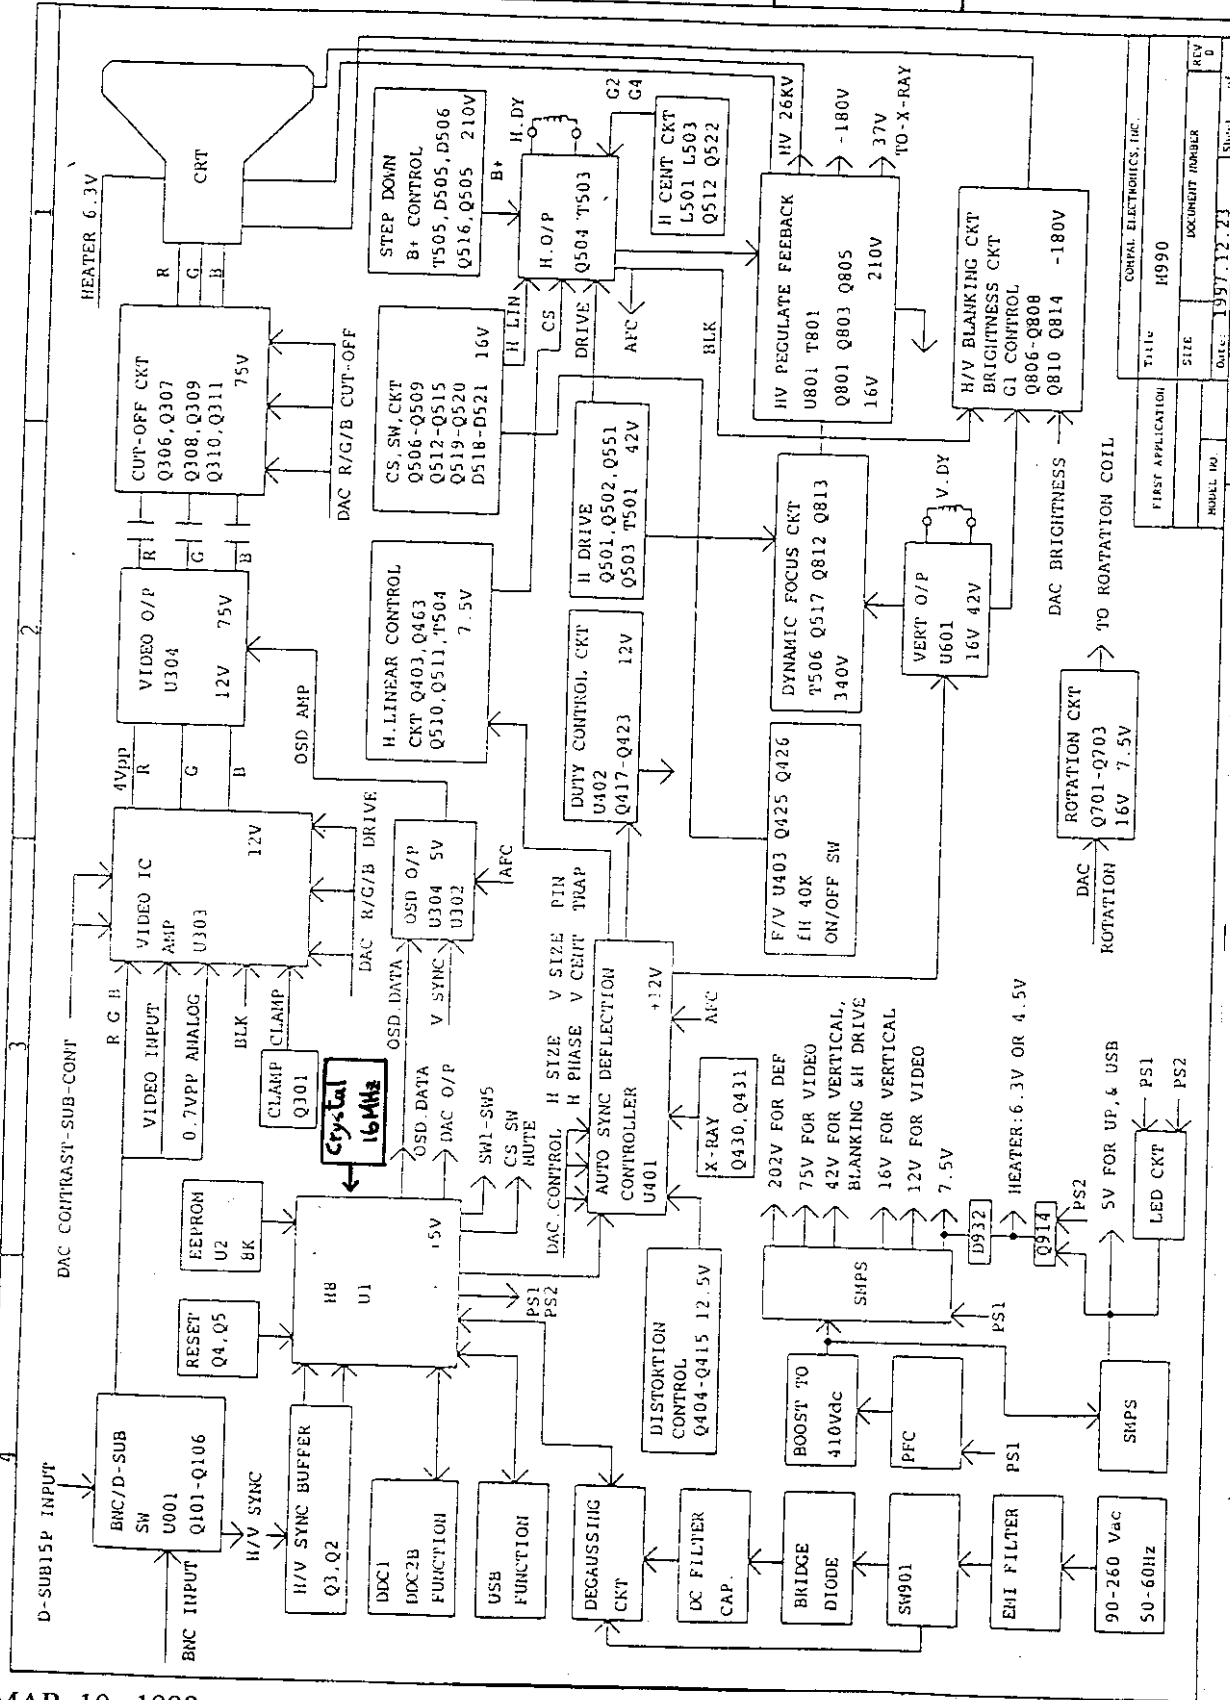 4
3
2
1
D-SUB15P INPUT
BNC INPUT
BNC/D-SUB
SW
U001
Q101-Q106
H/V SYNC
H/V SYNC BUFFER
Q3,Q2
DDC1
DDC2B
FUNCTION
USB
FUNCTION
DEGAUSSING
CKT
DC FILTER
CAP.
BRIDGE
DIODE
SW901
EMI FILTER
90-260 Vac
50-60Hz
RESET
Q4,Q5
EEPROM
U2
8K
H8
U1
+5V
Crystal
16MHz
PS1
PS2
SW1-SW5
CS SW
MUTE
OSD.DATA
DAC O/P
DAC CONTRAST-SUB-CONT
R G B
VIDEO INPUT
0.7VPP ANALOG
BLK
CLAMP
CLAMP
Q301
VIDEO IC
AMP
U303
12V
DAC R/G/B DRIVE
OSD.DATA
V SYNC
OSD O/P
U304 5V
U302
AFC
OSD AMP
4Vpp
R
G
B
VIDEO O/P
U304
12V 75V
R
G
B
CUT-OFF CKT
Q306,Q307
Q308,Q309
Q310,Q311
75V
DAC R/G/B CUT-OFF
HEATER 6.3V
R
G
B
CRT
DAC CONTROL H SIZE V SIZE PIN
H PHASE V CENT TRAP
AUTO SYNC DEFLECTION
CONTROLLER
U401
+12V
AFC
X-RAY
Q430,Q431
DISTORTION
CONTROL
Q404-Q415 12.5V
H.LINEAR CONTROL
CKT Q403,Q463
Q510,Q511,T504
7.5V
CS,SW,CKT
Q506-Q509
Q512-Q515
Q519-Q520
D518-D521
16V
H LIN
CS
DRIVE
STEP DOWN
B+ CONTROL
T505,D505,D506
Q516,Q505 210V
B+
H.O/P
Q504 T503
H.DY
G2
G4
AFC
BLK
H CENT CKT
L501 L503
Q512 Q522
DUTY CONTROL CKT
U402
Q417-Q423 12V
H DRIVE
Q501,Q502,Q551
Q503 T501 42V
F/V U403 Q425 Q426
fH 40K
ON/OFF SW
DYNAMIC FOCUS CKT
T506 Q517 Q812 Q813
340V
HV PEGULATE FEEBACK
U801 T801
Q801 Q803 Q805
16V 210V
HV 26KV
-180V
37V
TO-X-RAY
VERT O/P
U601
16V 42V
V.DY
H/V BLANKING CKT
BRIGHTNESS CKT
G1 CONTROL
Q806-Q808
Q810 Q814 -180V
DAC BRIGHTNESS
DAC
ROTATION
ROTATION CKT
Q701-Q703
16V 7.5V
TO ROATATION COIL
BOOST TO
410Vdc
PFC
PS1
SMPS
PS1
SMPS
202V FOR DEF
75V FOR VIDEO
42V FOR VERTICAL,
BLANKING &H DRIVE
16V FOR VERTICAL
12V FOR VIDEO
7.5V
D932
HEATER:6.3V OR 4.5V
Q914
PS2
5V FOR UP,& USB
LED CKT
PS1
PS2
FIRST APPLICATION
MODEL NO.
COMPAL ELECTRONICS,INC.
Title
M990
SIZE
DOCUMENT NUMBER
REV
D
Date: 1997.12.23